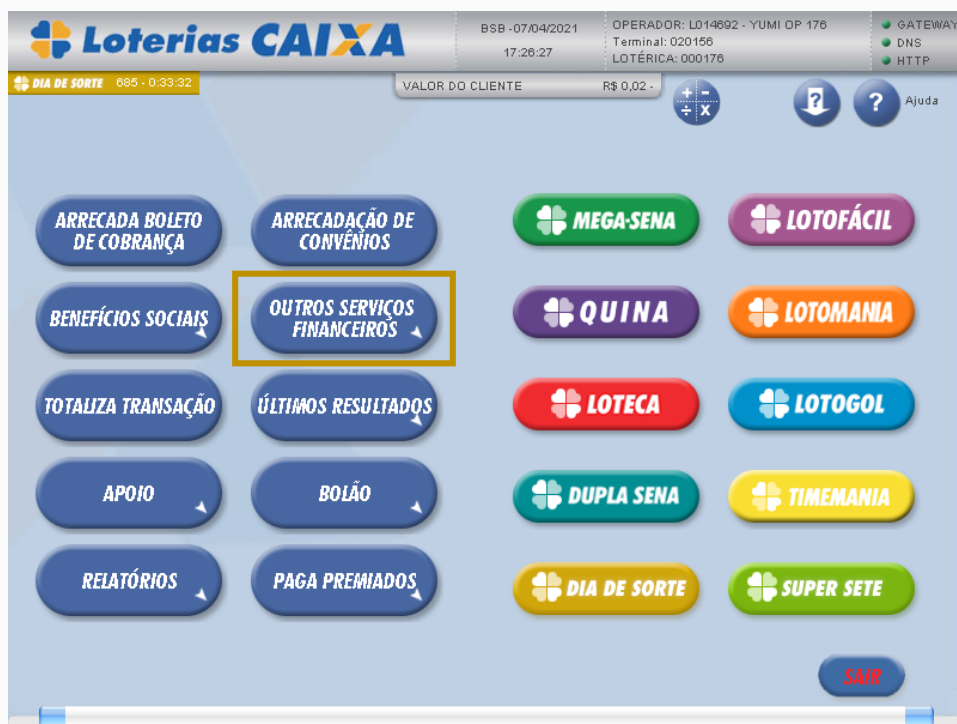 Loterias CAIXA
BSB -07/04/2021
17:26:27
OPERADOR: L014692 - YUMI OP 176
Terminal: 020156
LOTÉRICA: 000176
GATEWAY
DNS
HTTP
DIA DE SORTE 685 - 0:33:32
VALOR DO CLIENTE R$ 0,02 -
+ - ÷ x
?
? Ajuda
ARRECADA BOLETO
DE COBRANÇA
ARRECADAÇÃO DE
CONVÊNIOS
MEGA-SENA
LOTOFÁCIL
BENEFÍCIOS SOCIAIS
OUTROS SERVIÇOS
FINANCEIROS
QUINA
LOTOMANIA
TOTALIZA TRANSAÇÃO
ÚLTIMOS RESULTADOS
LOTECA
LOTOGOL
APOIO
BOLÃO
DUPLA SENA
TIMEMANIA
RELATÓRIOS
PAGA PREMIADOS
DIA DE SORTE
SUPER SETE
SAIR